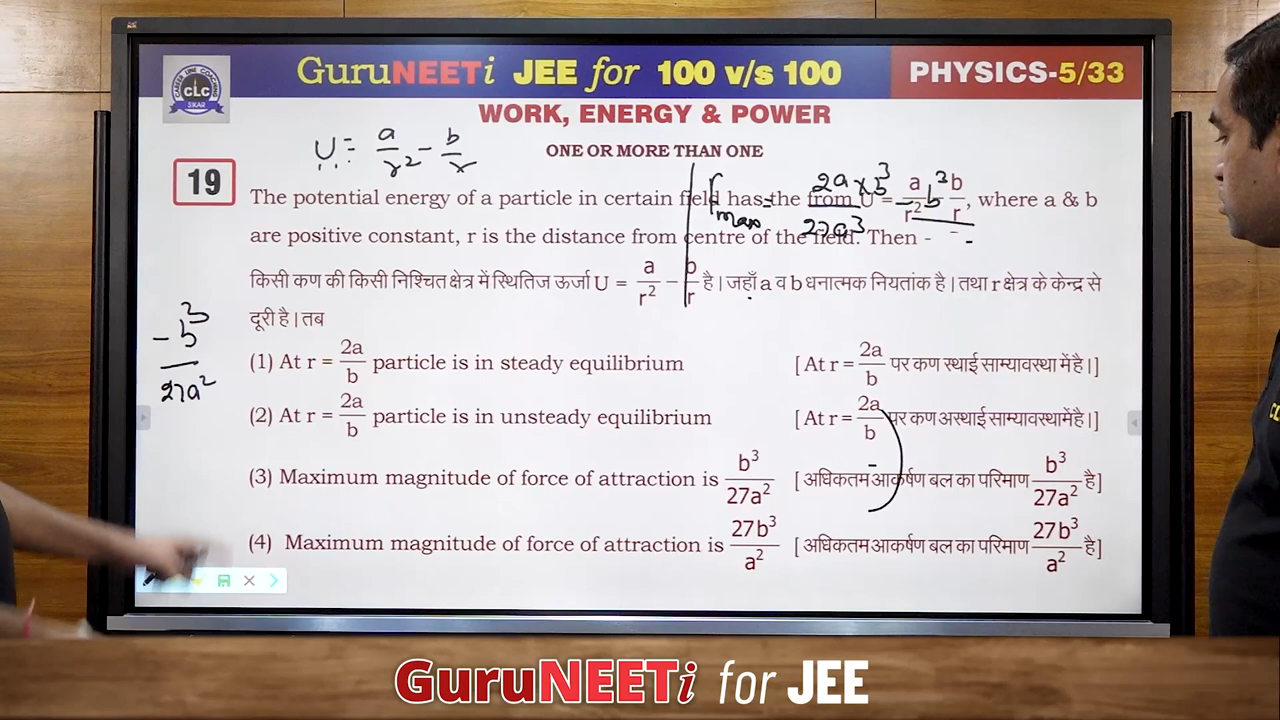 GuruNEETi JEE for 100 v/s 100
PHYSICS-5/33
CAREER LINE COACHING
CLC
SIKAR
WORK, ENERGY & POWER
U = a/r² - b/r
ONE OR MORE THAN ONE
19
The potential energy of a particle in certain field has the from U = a/r² - b/r, where a & b
are positive constant, r is the distance from centre of the field. Then -
Fmax = 2a×b³/27a³ - b³
किसी कण की किसी निश्चित क्षेत्र में स्थितिज ऊर्जा U = a/r² - b/r है। जहाँ a व b धनात्मक नियतांक है। तथा r क्षेत्र के केन्द्र से
दूरी है। तब
-b³/27a²
(1) At r = 2a/b particle is in steady equilibrium [ At r = 2a/b पर कण स्थाई साम्यावस्था में है।]
(2) At r = 2a/b particle is in unsteady equilibrium [ At r = 2a/b पर कण अस्थाई साम्यावस्थामें है।]
(3) Maximum magnitude of force of attraction is b³/27a² [ अधिकतम आकर्षण बल का परिमाण b³/27a² है]
(4) Maximum magnitude of force of attraction is 27b³/a² [ अधिकतम आकर्षण बल का परिमाण 27b³/a² है]
GuruNEETi for JEE